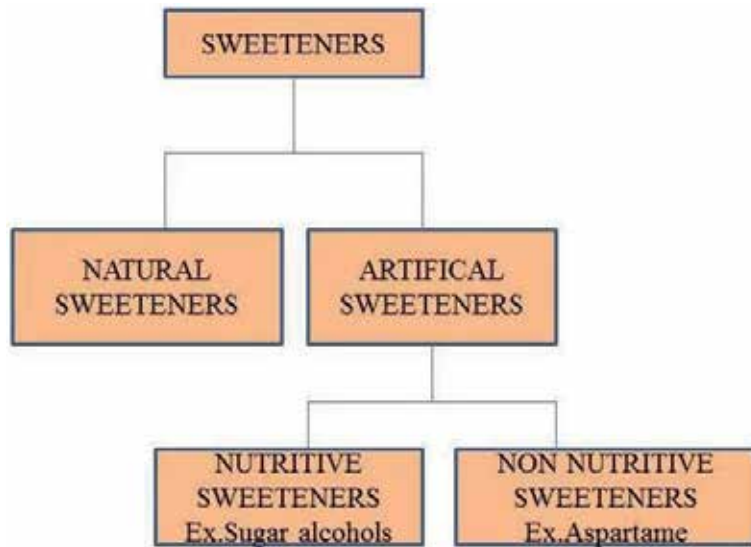 SWEETENERS
NATURAL
SWEETENERS
ARTIFICAL
SWEETENERS
NUTRITIVE
SWEETENERS
Ex.Sugar alcohols
NON NUTRITIVE
SWEETENERS
Ex.Aspartame